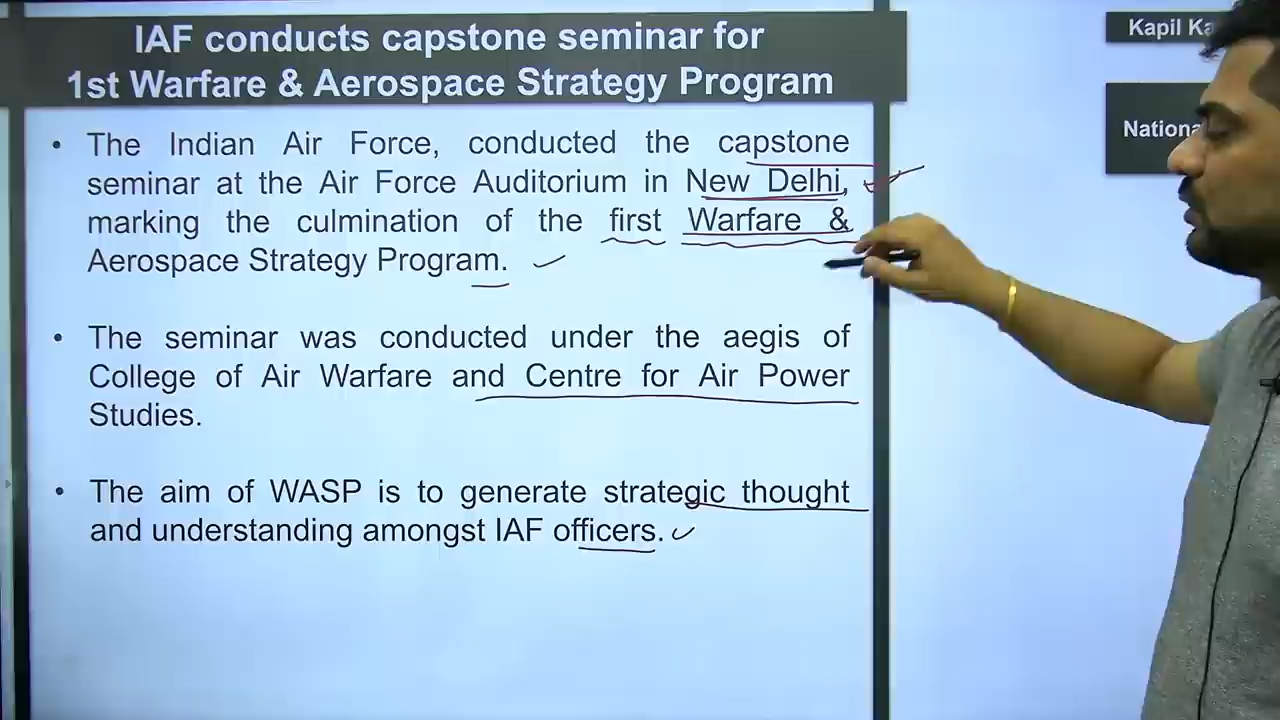 IAF conducts capstone seminar for
1st Warfare & Aerospace Strategy Program
Kapil
National
• The Indian Air Force, conducted the capstone
seminar at the Air Force Auditorium in New Delhi,
marking the culmination of the first Warfare &
Aerospace Strategy Program.
• The seminar was conducted under the aegis of
College of Air Warfare and Centre for Air Power
Studies.
• The aim of WASP is to generate strategic thought
and understanding amongst IAF officers.